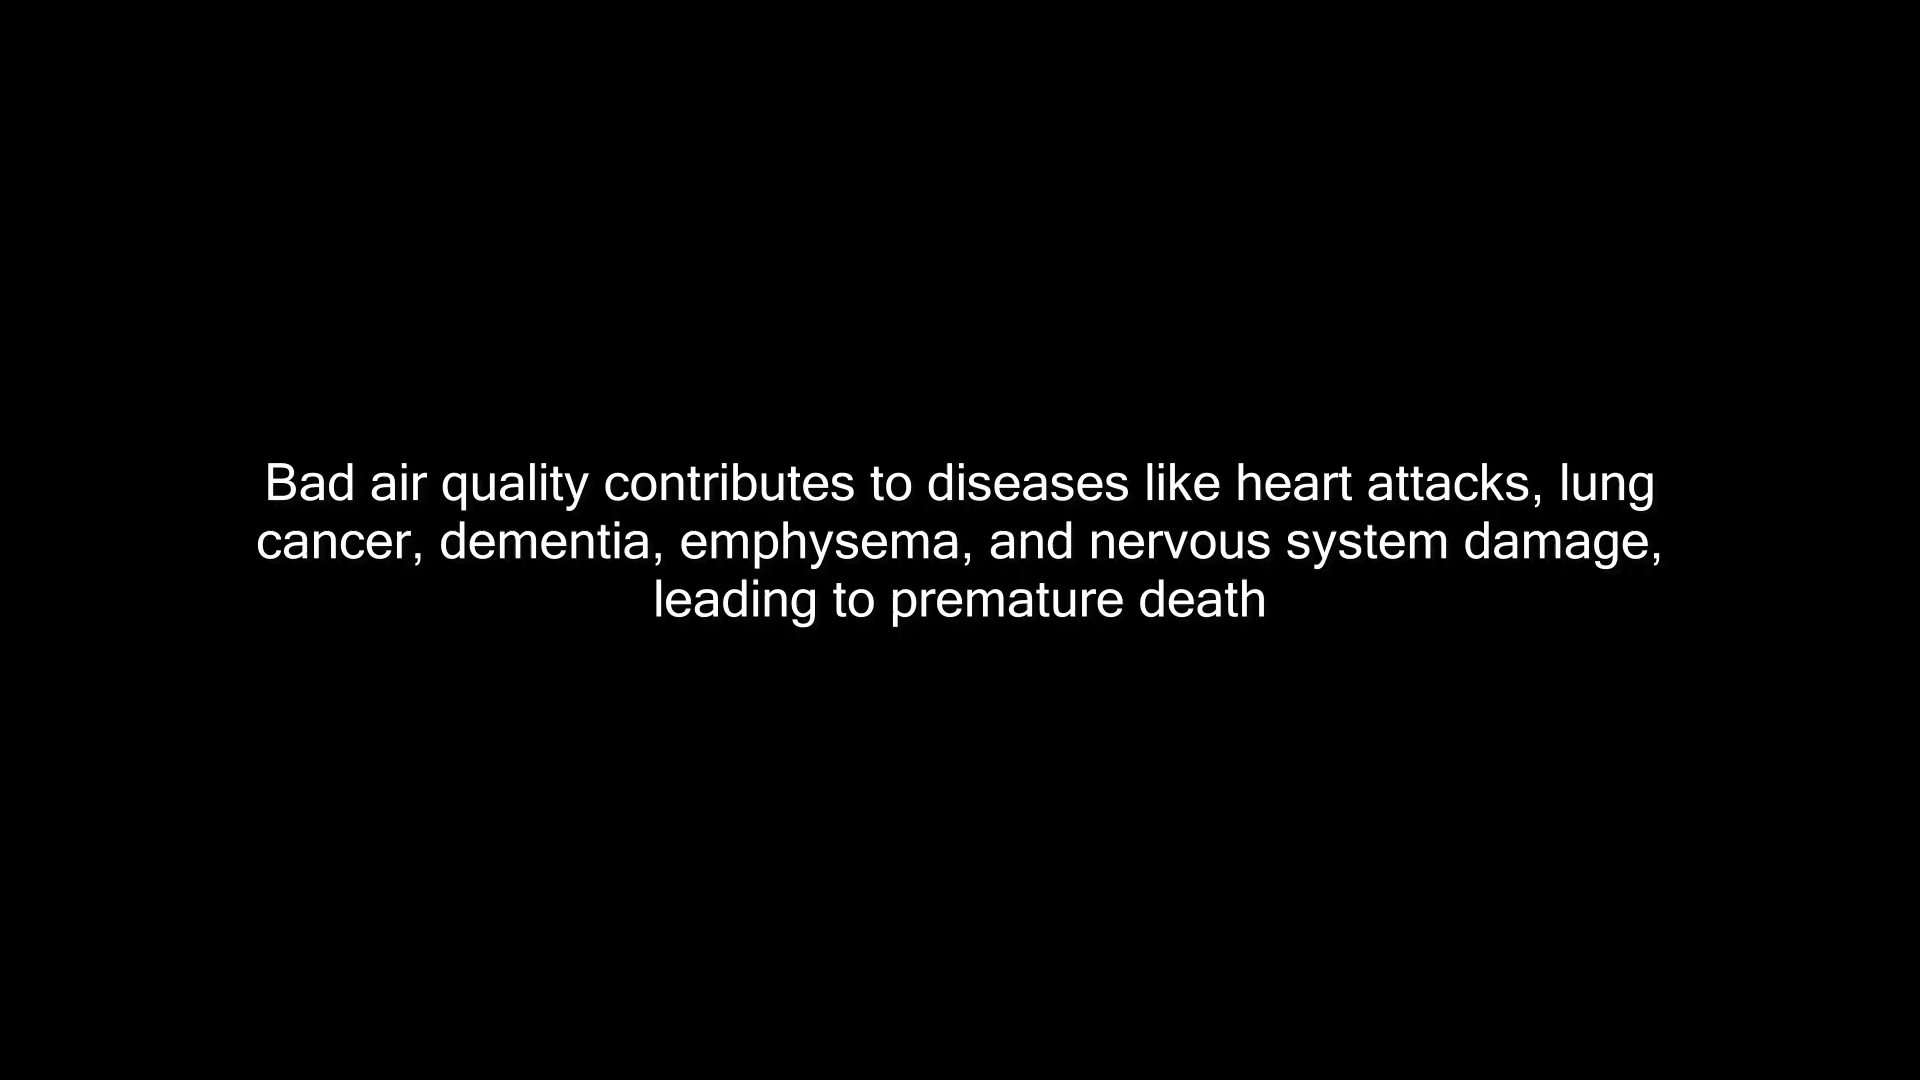 Bad air quality contributes to diseases like heart attacks, lung
cancer, dementia, emphysema, and nervous system damage,
leading to premature death